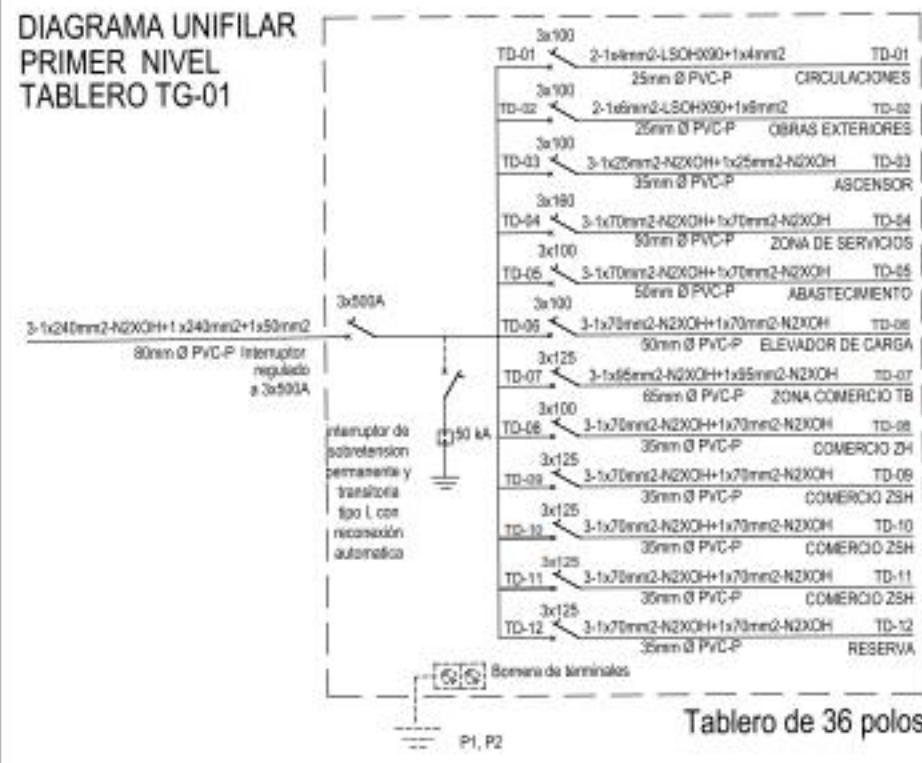 DIAGRAMA UNIFILAR
PRIMER NIVEL
TABLERO TG-01
3x100
TD-01 2-1x4mm2-LSOHX90+1x4mm2 TD-01
25mm Ø PVC-P CIRCULACIONES
3x100
TD-02 2-1x6mm2-LSOHX90+1x6mm2 TD-02
25mm Ø PVC-P OBRAS EXTERIORES
3x100
TD-03 3-1x25mm2-N2XOH+1x25mm2-N2XOH TD-03
35mm Ø PVC-P ASCENSOR
3x160
TD-04 3-1x70mm2-N2XOH+1x70mm2-N2XOH TD-04
50mm Ø PVC-P ZONA DE SERVICIOS
3x100
TD-05 3-1x70mm2-N2XOH+1x70mm2-N2XOH TD-05
50mm Ø PVC-P ABASTECIMIENTO
3x100
TD-06 3-1x70mm2-N2XOH+1x70mm2-N2XOH TD-06
50mm Ø PVC-P ELEVADOR DE CARGA
3x125
TD-07 3-1x95mm2-N2XOH+1x95mm2-N2XOH TD-07
65mm Ø PVC-P ZONA COMERCIO TB
3x100
TD-08 3-1x70mm2-N2XOH+1x70mm2-N2XOH TD-08
35mm Ø PVC-P COMERCIO ZH
3x125
TD-09 3-1x70mm2-N2XOH+1x70mm2-N2XOH TD-09
35mm Ø PVC-P COMERCIO ZSH
3x125
TD-10 3-1x70mm2-N2XOH+1x70mm2-N2XOH TD-10
35mm Ø PVC-P COMERCIO ZSH
3x125
TD-11 3-1x70mm2-N2XOH+1x70mm2-N2XOH TD-11
35mm Ø PVC-P COMERCIO ZSH
3x125
TD-12 3-1x70mm2-N2XOH+1x70mm2-N2XOH TD-12
35mm Ø PVC-P RESERVA
3x500A
3-1x240mm2-N2XOH+1x240mm2+1x50mm2
80mm Ø PVC-P Interruptor
regulado
a 3x500A
Interruptor de
sobretension
permanente y
transitoria
tipo I, con
reconexión
automatica
50 kA
Bornera de terminales
P1, P2
Tablero de 36 polos